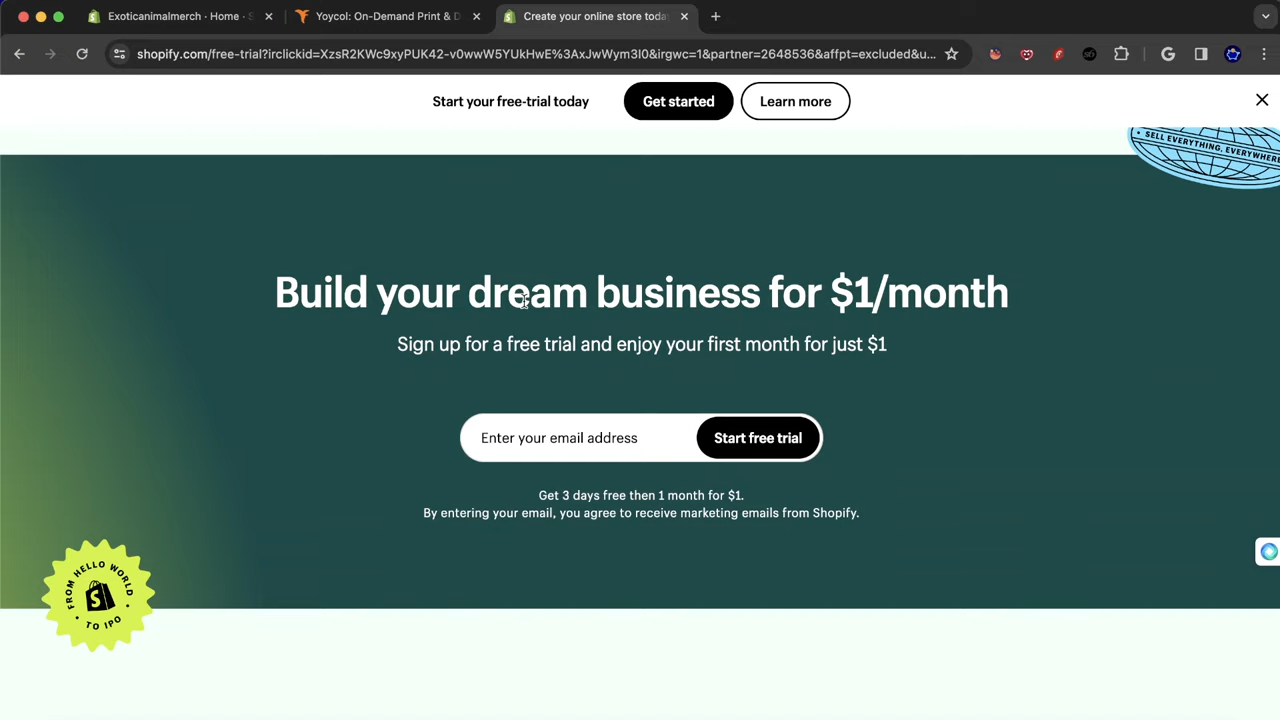 Exoticanimalmerch · Home · S
Yoycol: On-Demand Print & D
Create your online store toda
shopify.com/free-trial?irclickid=XzsR2KWc9xyPUK42-v0wwW5YUkHwE%3AxJwWym3I0&irgwc=1&partner=2648536&affpt=excluded&u...
Start your free-trial today
Get started
Learn more
SELL EVERYTHING. EVERYWHERE
Build your dream business for $1/month
Sign up for a free trial and enjoy your first month for just $1
Enter your email address
Start free trial
Get 3 days free then 1 month for $1.
By entering your email, you agree to receive marketing emails from Shopify.
FROM HELLO WORLD
• TO IPO •